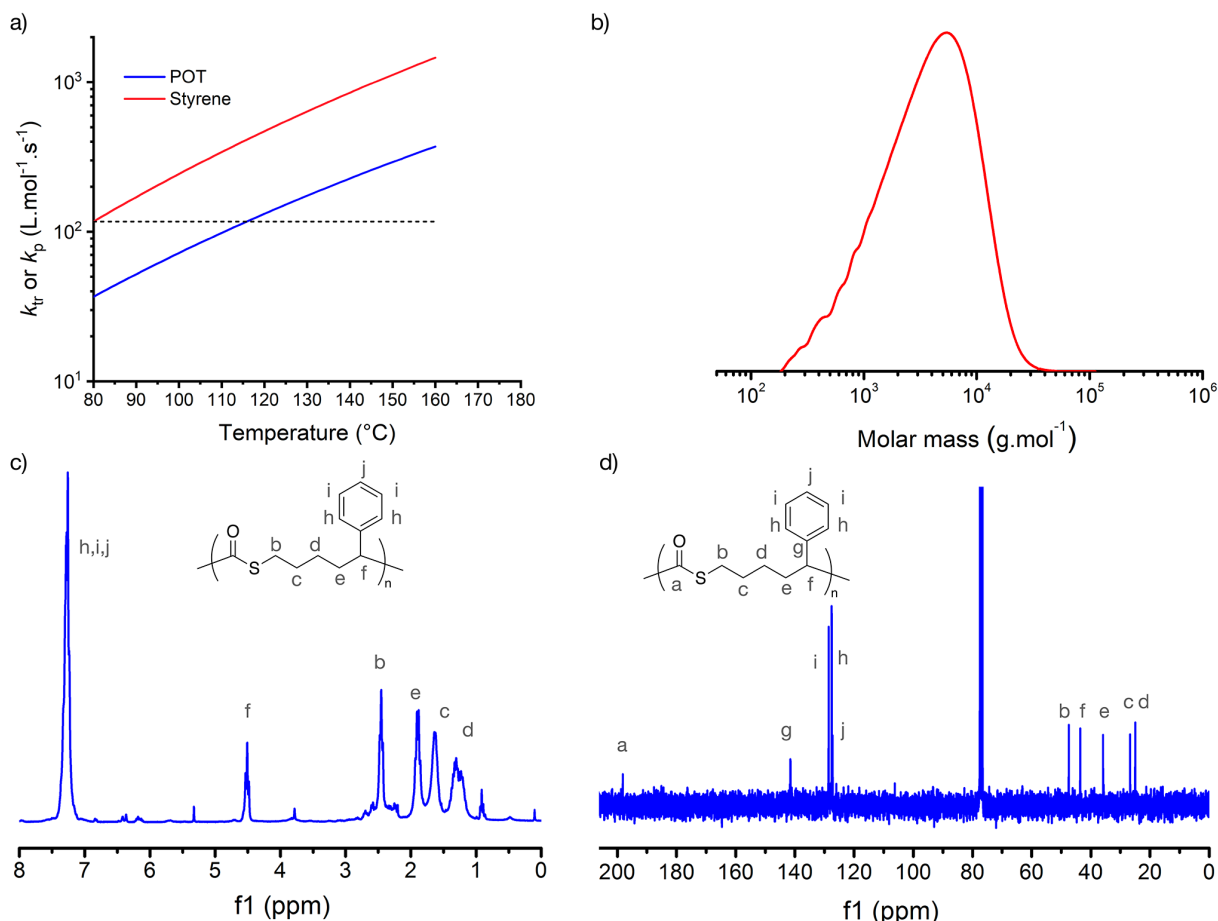 a)
POT
Styrene
10³
10²
10¹
k_tr or k_p (L.mol⁻¹.s⁻¹)
80 90 100 110 120 130 140 150 160 170 180
Temperature (°C)
b)
10² 10³ 10⁴ 10⁵ 10⁶
Molar mass (g.mol⁻¹)
c)
j
i i
h h
O
b d
S
n
c e f
h,i,j
f
b
e
c
d
8 7 6 5 4 3 2 1 0
f1 (ppm)
d)
j
i i
h h
O
b d g
S
n
a c e f
i h
j
g
a
b f e c d
200 180 160 140 120 100 80 60 40 20 0
f1 (ppm)